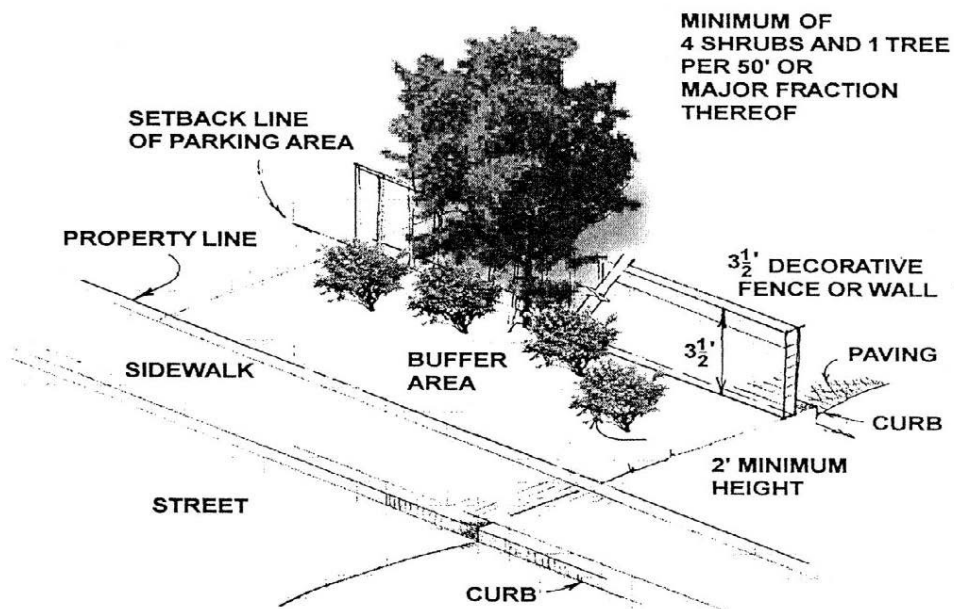 MINIMUM OF
4 SHRUBS AND 1 TREE
PER 50' OR
MAJOR FRACTION
THEREOF
SETBACK LINE
OF PARKING AREA
PROPERTY LINE
3½' DECORATIVE
FENCE OR WALL
3½'
PAVING
SIDEWALK
BUFFER
AREA
CURB
2' MINIMUM
HEIGHT
STREET
CURB